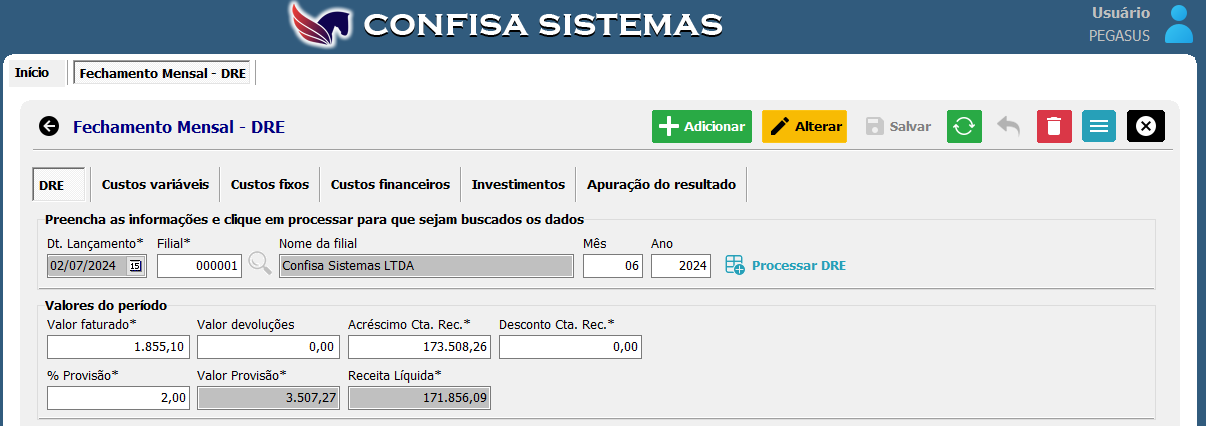 CONFISA SISTEMAS
Usuário
PEGASUS
Início
Fechamento Mensal - DRE
Fechamento Mensal - DRE
Adicionar
Alterar
Salvar
DRE
Custos variáveis
Custos fixos
Custos financeiros
Investimentos
Apuração do resultado
Preencha as informações e clique em processar para que sejam buscados os dados
Dt. Lançamento* Filial* Nome da filial Mês Ano
02/07/2024 15 000001 Confisa Sistemas LTDA 06 2024 Processar DRE
Valores do período
Valor faturado* Valor devoluções Acréscimo Cta. Rec.* Desconto Cta. Rec.*
1.855,10 0,00 173.508,26 0,00
% Provisão* Valor Provisão* Receita Líquida*
2,00 3.507,27 171.856,09